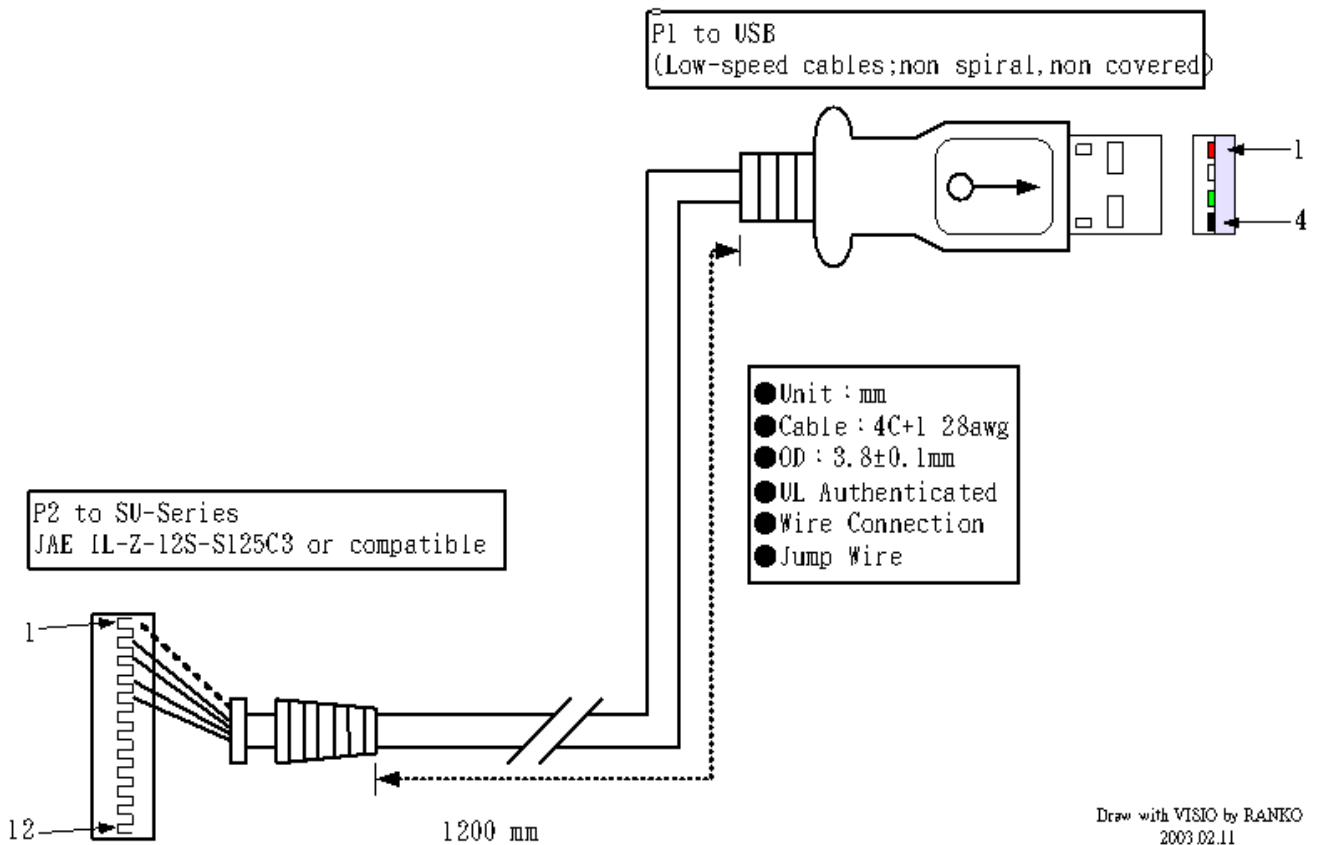 P1 to USB
(Low-speed cables;non spiral,non covered)
1
4
●Unit：mm
●Cable：4C+1 28awg
●OD：3.8±0.1mm
●UL Authenticated
●Wire Connection
●Jump Wire
P2 to SV-Series
JAE IL-Z-12S-S125C3 or compatible
1
12
1200 mm
Draw with VISIO by RANKO
2003.02.11